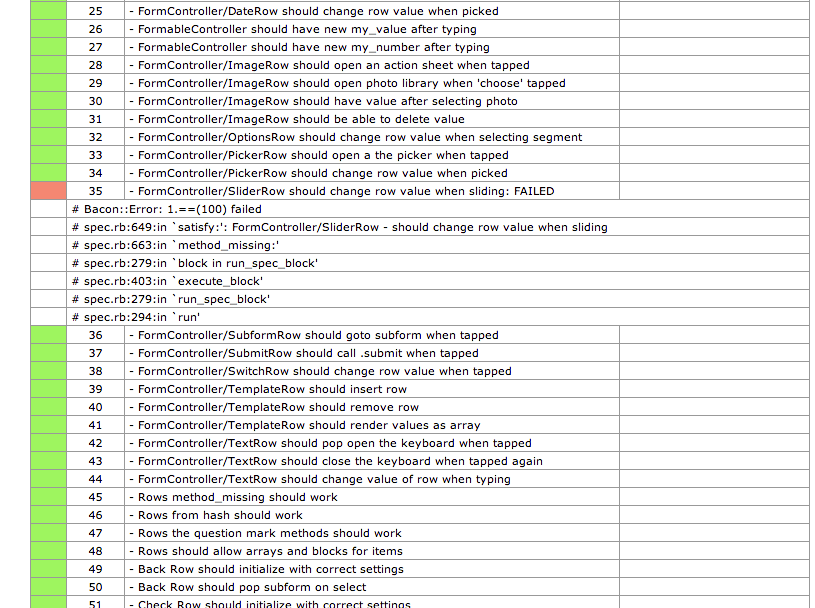 25 - FormController/DateRow should change row value when picked
26 - FormableController should have new my_value after typing
27 - FormableController should have new my_number after typing
28 - FormController/ImageRow should open an action sheet when tapped
29 - FormController/ImageRow should open photo library when 'choose' tapped
30 - FormController/ImageRow should have value after selecting photo
31 - FormController/ImageRow should be able to delete value
32 - FormController/OptionsRow should change row value when selecting segment
33 - FormController/PickerRow should open a the picker when tapped
34 - FormController/PickerRow should change row value when picked
35 - FormController/SliderRow should change row value when sliding: FAILED
# Bacon::Error: 1.==(100) failed
# spec.rb:649:in `satisfy:': FormController/SliderRow - should change row value when sliding
# spec.rb:663:in `method_missing:'
# spec.rb:279:in `block in run_spec_block'
# spec.rb:403:in `execute_block'
# spec.rb:279:in `run_spec_block'
# spec.rb:294:in `run'
36 - FormController/SubformRow should goto subform when tapped
37 - FormController/SubmitRow should call .submit when tapped
38 - FormController/SwitchRow should change row value when tapped
39 - FormController/TemplateRow should insert row
40 - FormController/TemplateRow should remove row
41 - FormController/TemplateRow should render values as array
42 - FormController/TextRow should pop open the keyboard when tapped
43 - FormController/TextRow should close the keyboard when tapped again
44 - FormController/TextRow should change value of row when typing
45 - Rows method_missing should work
46 - Rows from hash should work
47 - Rows the question mark methods should work
48 - Rows should allow arrays and blocks for items
49 - Back Row should initialize with correct settings
50 - Back Row should pop subform on select
51 - Check Row should initialize with correct settings